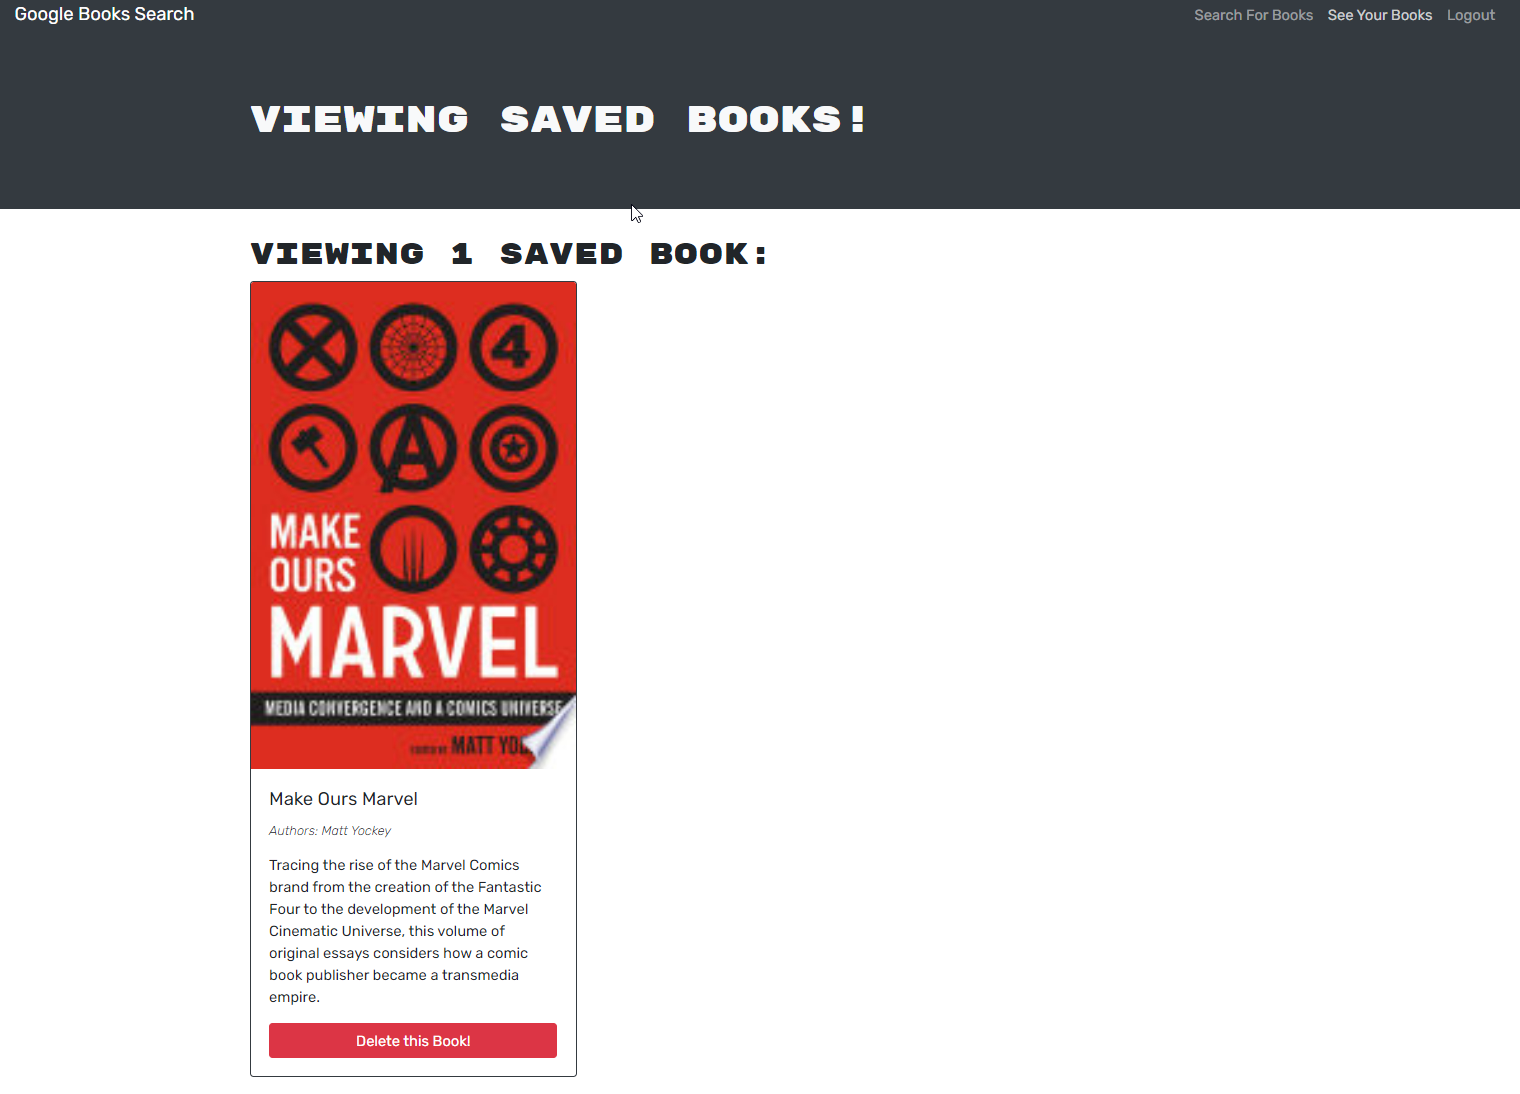 Google Books Search
Search For Books See Your Books Logout
VIEWING SAVED BOOKS!
VIEWING 1 SAVED BOOK:
4
A
MAKE
OURS
MARVEL
MEDIA CONVERGENCE AND A COMICS UNIVERSE
EDITED BY MATT
Make Ours Marvel
Authors: Matt Yockey
Tracing the rise of the Marvel Comics
brand from the creation of the Fantastic
Four to the development of the Marvel
Cinematic Universe, this volume of
original essays considers how a comic
book publisher became a transmedia
empire.
Delete this Book!